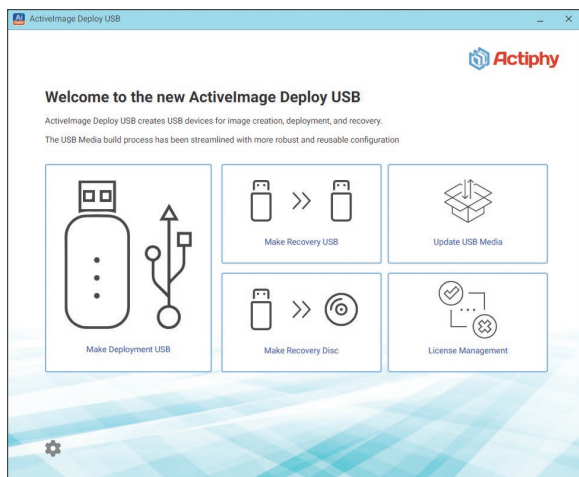 Ai
ActiveImage Deploy USB
Actiphy
Welcome to the new ActiveImage Deploy USB
ActiveImage Deploy USB creates USB devices for image creation, deployment, and recovery.
The USB Media build process has been streamlined with more robust and reusable configuration
Make Deployment USB
Make Recovery USB
Update USB Media
Make Recovery Disc
License Management